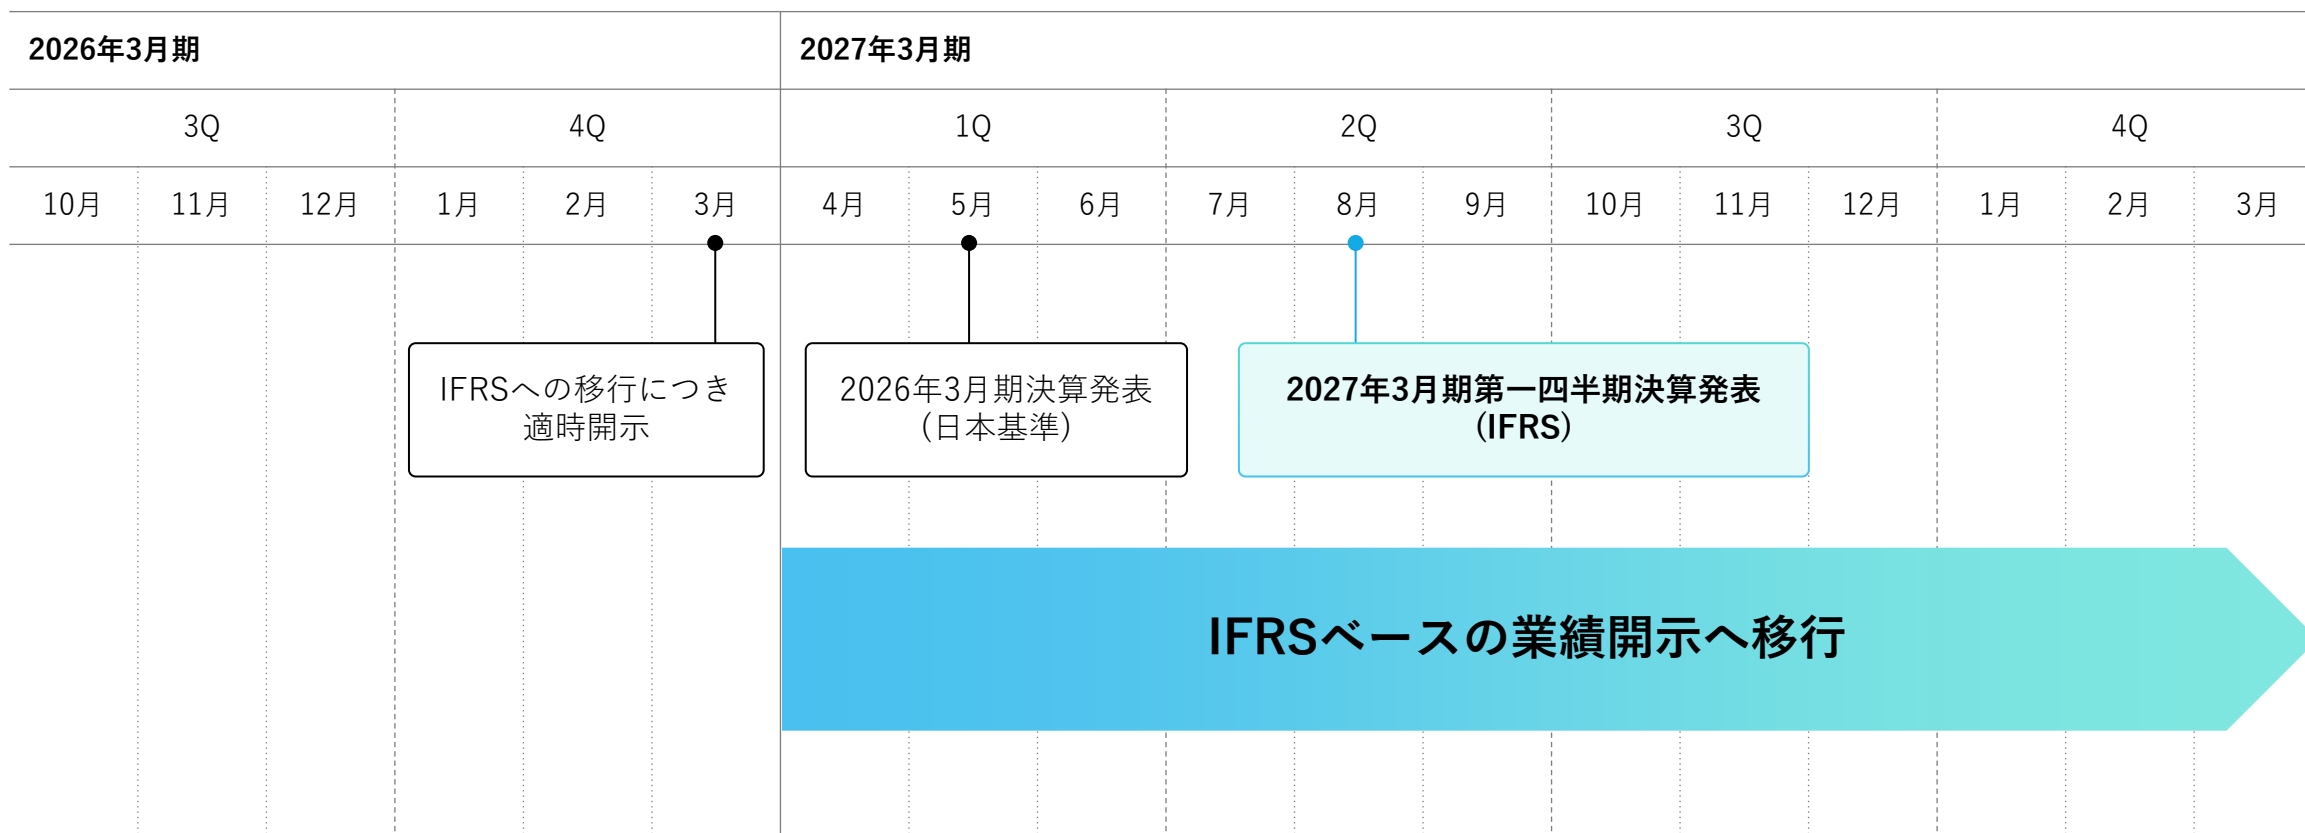 2026年3月期
2027年3月期
3Q
4Q
1Q
2Q
3Q
4Q
10月
11月
12月
1月
2月
3月
4月
5月
6月
7月
8月
9月
10月
11月
12月
1月
2月
3月
IFRSへの移行につき
適時開示
2026年3月期決算発表
(日本基準)
2027年3月期第一四半期決算発表
(IFRS)
IFRSベースの業績開示へ移行